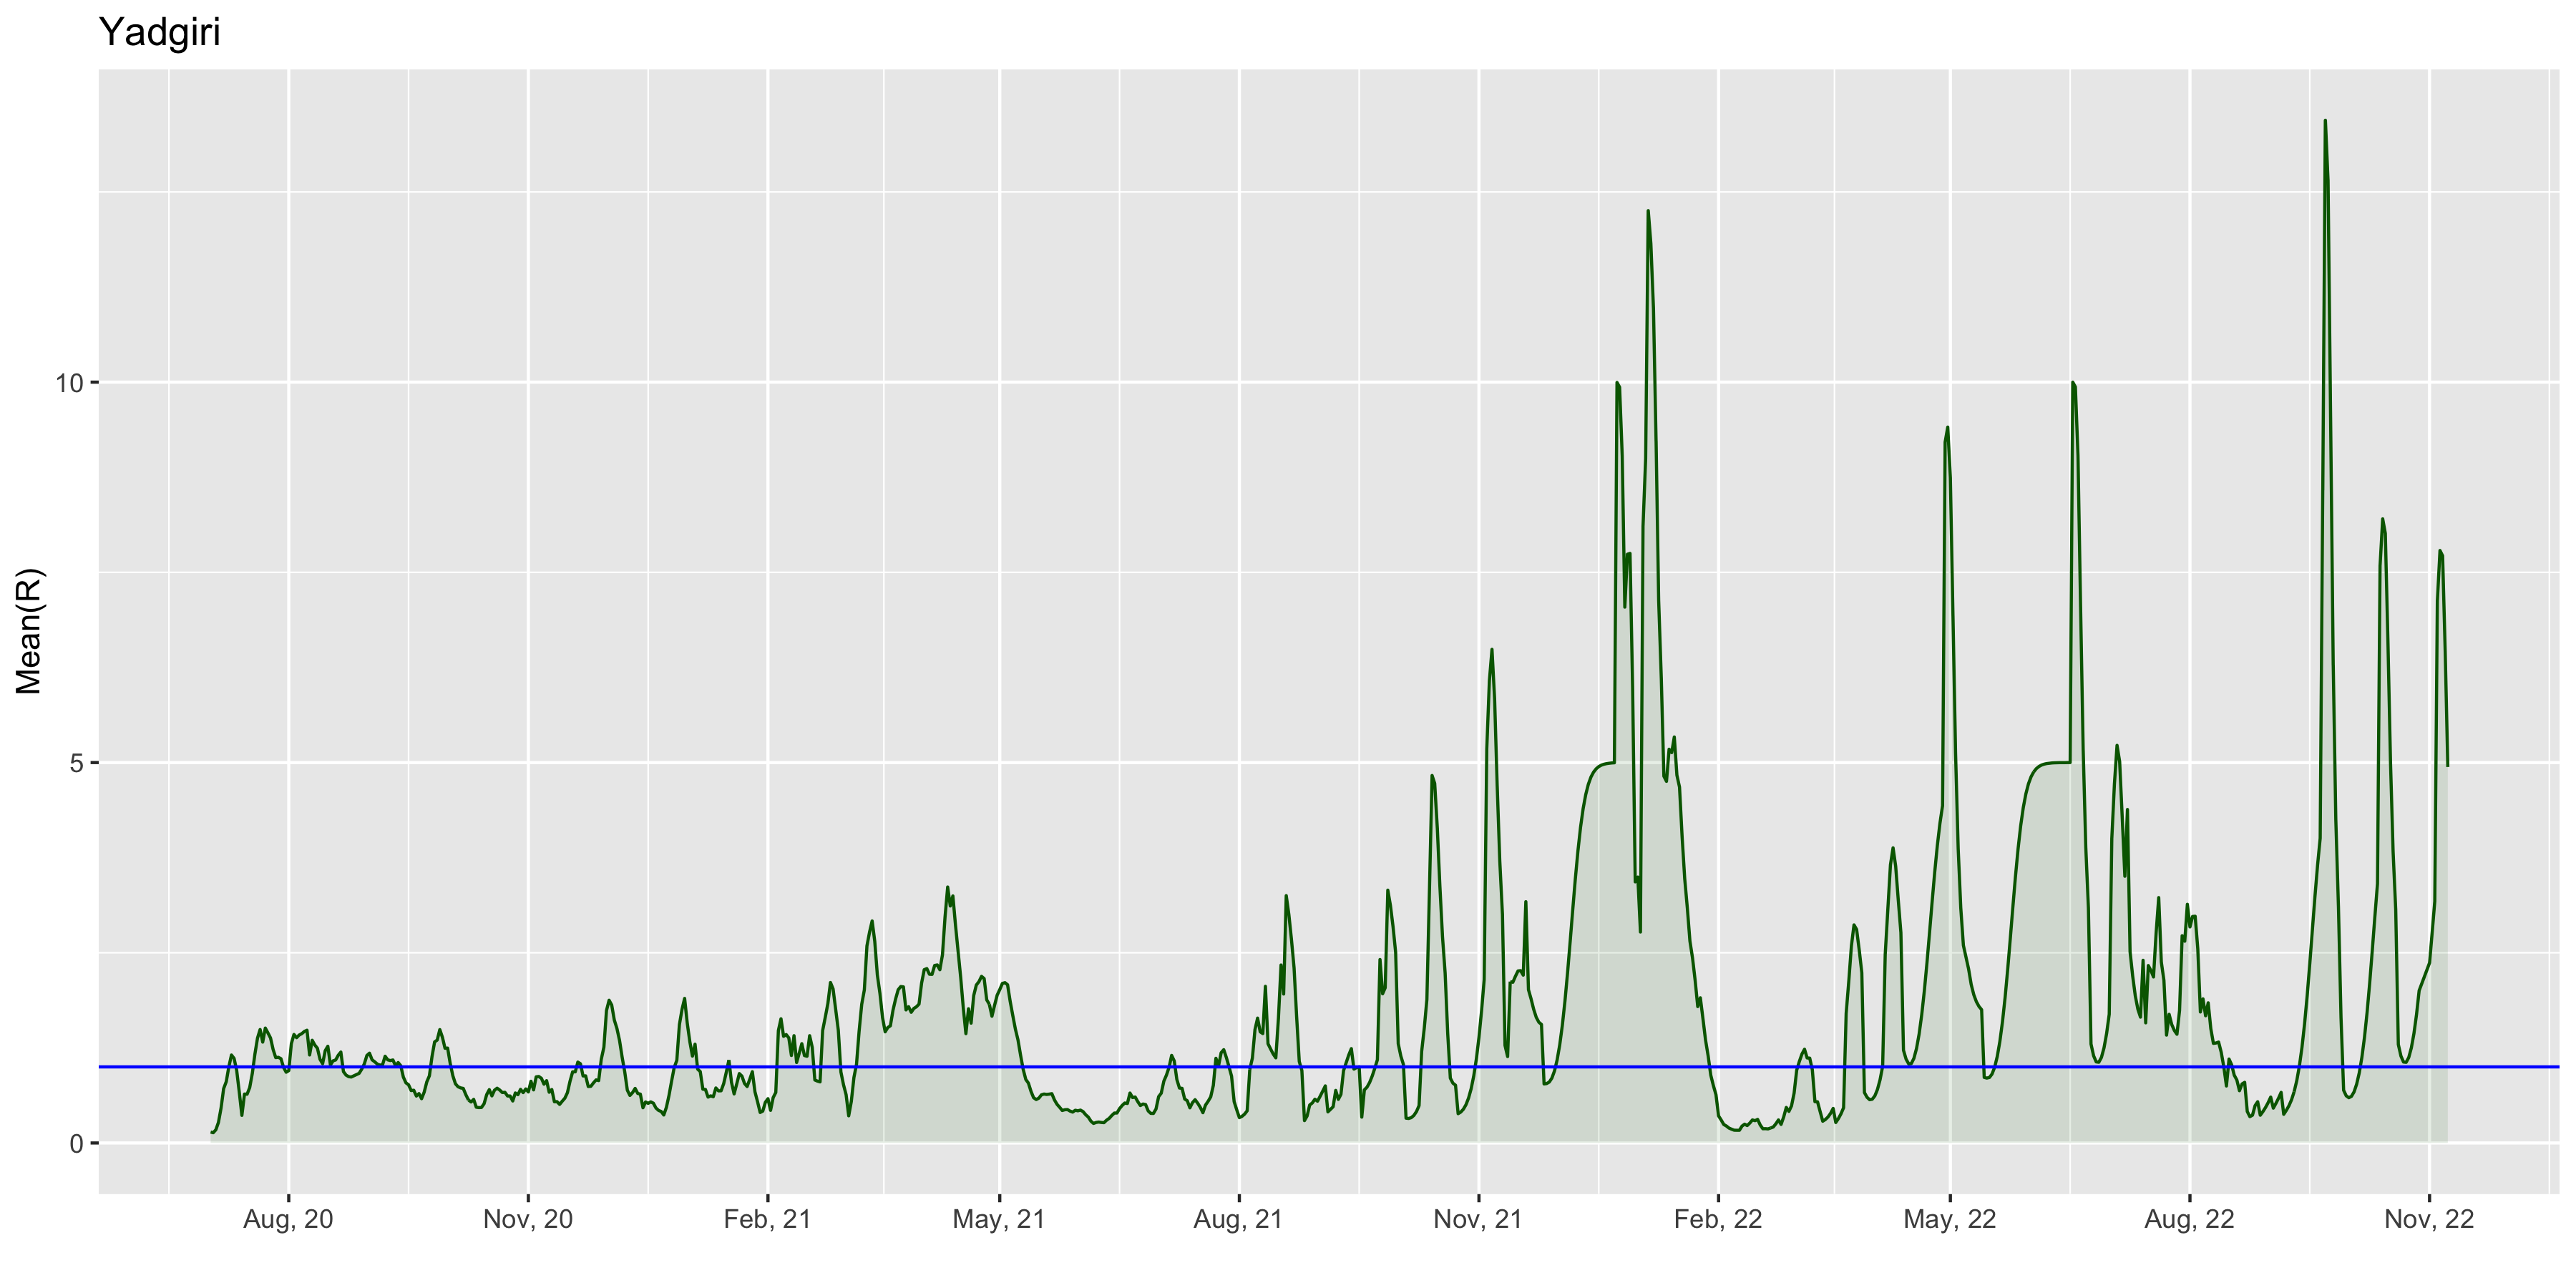 Yadgiri
Mean(R)
10
5
0
Aug, 20
Nov, 20
Feb, 21
May, 21
Aug, 21
Nov, 21
Feb, 22
May, 22
Aug, 22
Nov, 22